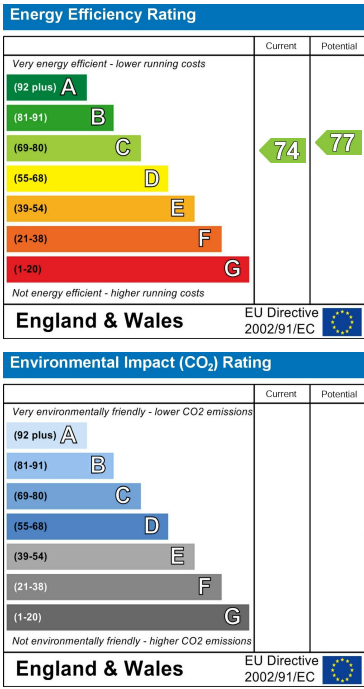 Energy Efficiency Rating
Current Potential
Very energy efficient - lower running costs
(92 plus) A
(81-91) B
(69-80) C 74 77
(55-68) D
(39-54) E
(21-38) F
(1-20) G
Not energy efficient - higher running costs
England & Wales EU Directive 2002/91/EC
Environmental Impact (CO₂) Rating
Current Potential
Very environmentally friendly - lower CO2 emissions
(92 plus) A
(81-91) B
(69-80) C
(55-68) D
(39-54) E
(21-38) F
(1-20) G
Not environmentally friendly - higher CO2 emissions
England & Wales EU Directive 2002/91/EC